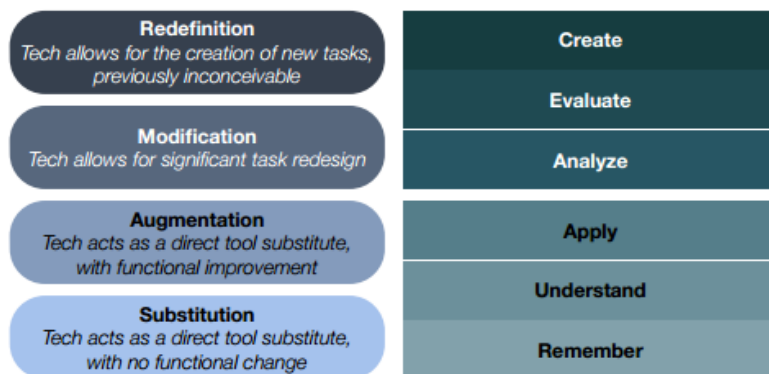 Redefinition
Tech allows for the creation of new tasks,
previously inconceivable
Modification
Tech allows for significant task redesign
Augmentation
Tech acts as a direct tool substitute,
with functional improvement
Substitution
Tech acts as a direct tool substitute,
with no functional change
Create
Evaluate
Analyze
Apply
Understand
Remember